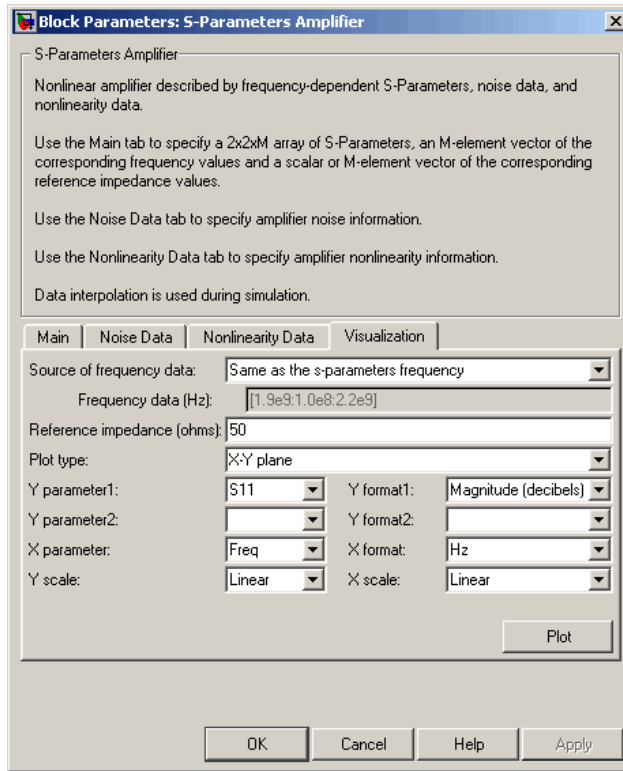 Block Parameters: S-Parameters Amplifier
S-Parameters Amplifier
Nonlinear amplifier described by frequency-dependent S-Parameters, noise data, and
nonlinearity data.
Use the Main tab to specify a 2x2xM array of S-Parameters, an M-element vector of the
corresponding frequency values and a scalar or M-element vector of the corresponding
reference impedance values.
Use the Noise Data tab to specify amplifier noise information.
Use the Nonlinearity Data tab to specify amplifier nonlinearity information.
Data interpolation is used during simulation.
Main Noise Data Nonlinearity Data Visualization
Source of frequency data: Same as the s-parameters frequency
Frequency data (Hz): [1.9e9:1.0e8:2.2e9]
Reference impedance (ohms): 50
Plot type: X-Y plane
Y parameter1: S11 Y format1: Magnitude (decibels)
Y parameter2: Y format2:
X parameter: Freq X format: Hz
Y scale: Linear X scale: Linear
Plot
OK Cancel Help Apply